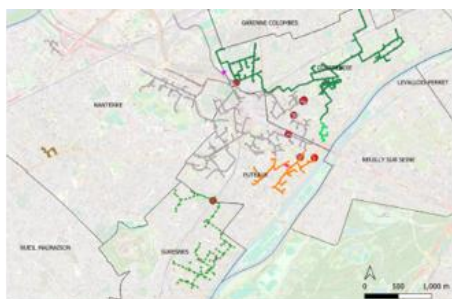 GARENNE COLOMBES
COURBEVOIE
LEVALLOIS-PERRET
NANTERRE
NEUILLY SUR SEINE
PUTEAUX
RUEIL MALMAISON
SURESNES
0 500 1,000 m